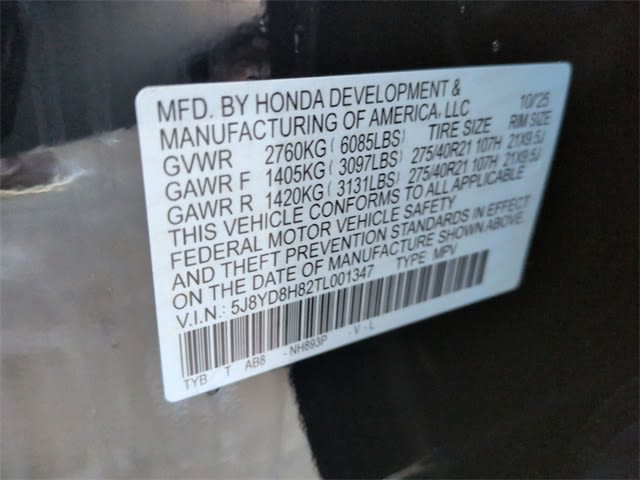 MFD. BY HONDA DEVELOPMENT & 10/25
MANUFACTURING OF AMERICA, LLC TIRE SIZE RIM SIZE
GVWR 2760KG (6085LBS)
GAWR F 1405KG (3097LBS) 275/40R21 107H 21X9.5J
GAWR R 1420KG (3131LBS) 275/40R21 107H 21X9.5J
THIS VEHICLE CONFORMS TO ALL APPLICABLE
FEDERAL MOTOR VEHICLE SAFETY
AND THEFT PREVENTION STANDARDS IN EFFECT
ON THE DATE OF MANUFACTURE SHOWN ABOVE.
V.I.N.: 5J8YD8H82TL001347 TYPE MPV
TYB T AB8 - NH893P - V - L